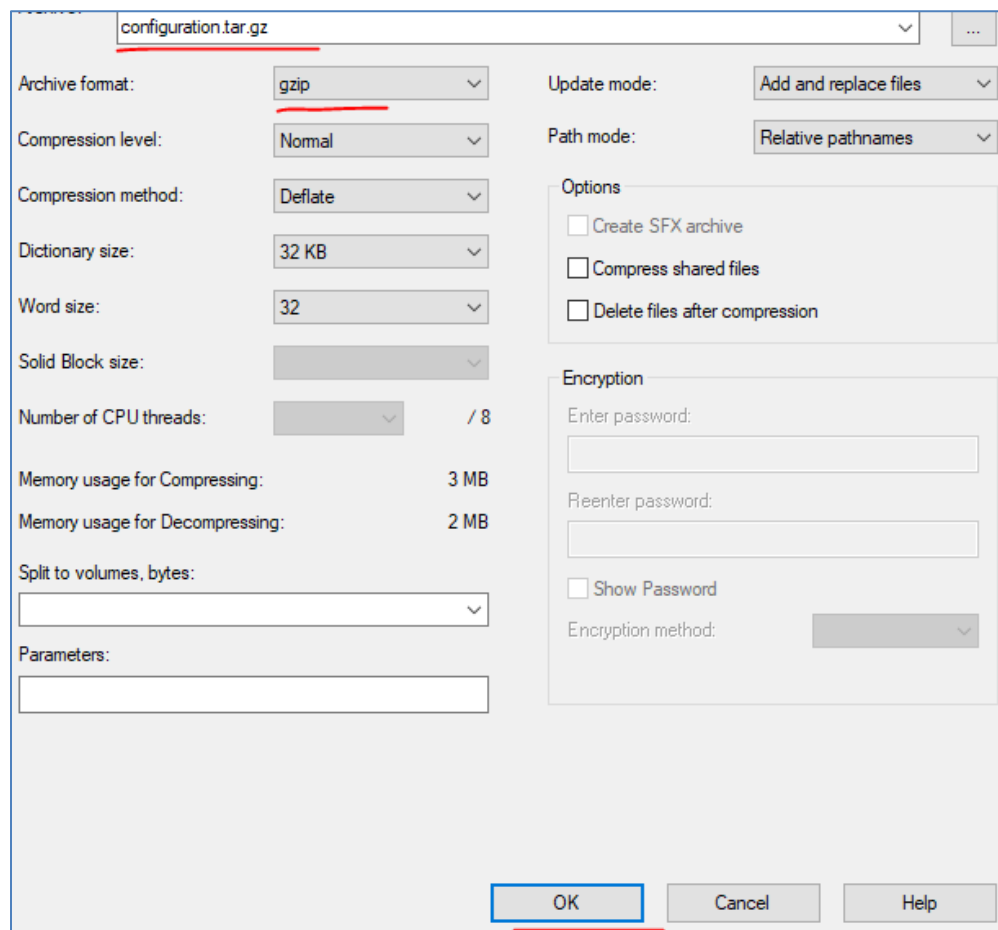 configuration.tar.gz
...
Archive format:
gzip
Update mode:
Add and replace files
Compression level:
Normal
Path mode:
Relative pathnames
Compression method:
Deflate
Options
Create SFX archive
Dictionary size:
32 KB
Compress shared files
Word size:
32
Delete files after compression
Solid Block size:
Encryption
Number of CPU threads:
/ 8
Enter password:
Memory usage for Compressing:
3 MB
Reenter password:
Memory usage for Decompressing:
2 MB
Split to volumes, bytes:
Show Password
Encryption method:
Parameters:
OK
Cancel
Help